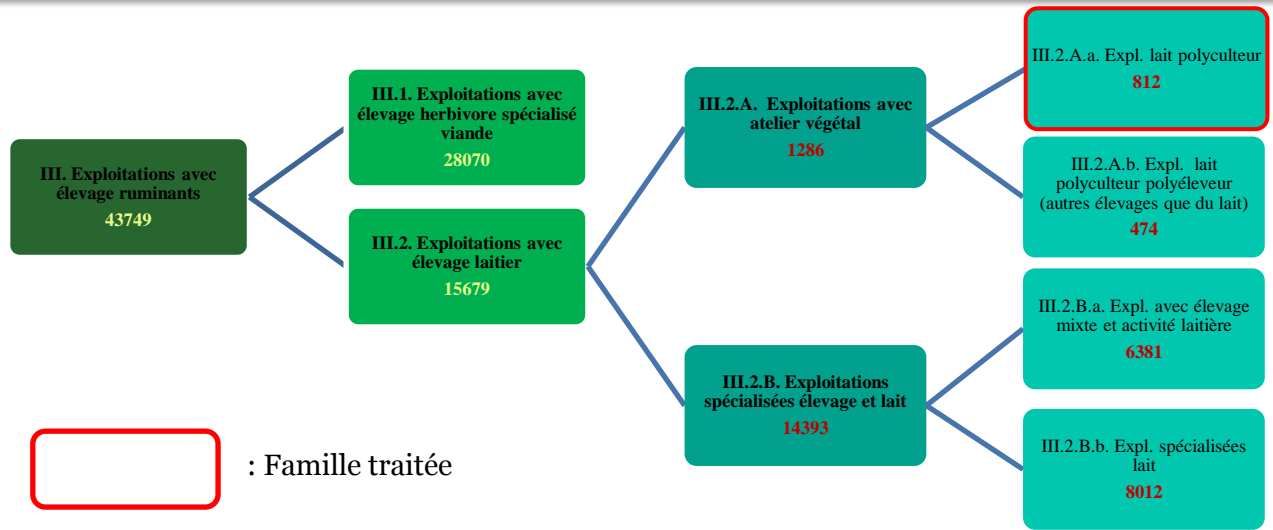 III. Exploitations avec
élevage ruminants
43749
III.1. Exploitations avec
élevage herbivore spécialisé
viande
28070
III.2. Exploitations avec
élevage laitier
15679
III.2.A. Exploitations avec
atelier végétal
1286
III.2.B. Exploitations
spécialisées élevage et lait
14393
III.2.A.a. Expl. lait polyculteur
812
III.2.A.b. Expl. lait
polyculteur polyéleveur
(autres élevages que du lait)
474
III.2.B.a. Expl. avec élevage
mixte et activité laitière
6381
III.2.B.b. Expl. spécialisées
lait
8012
: Famille traitée